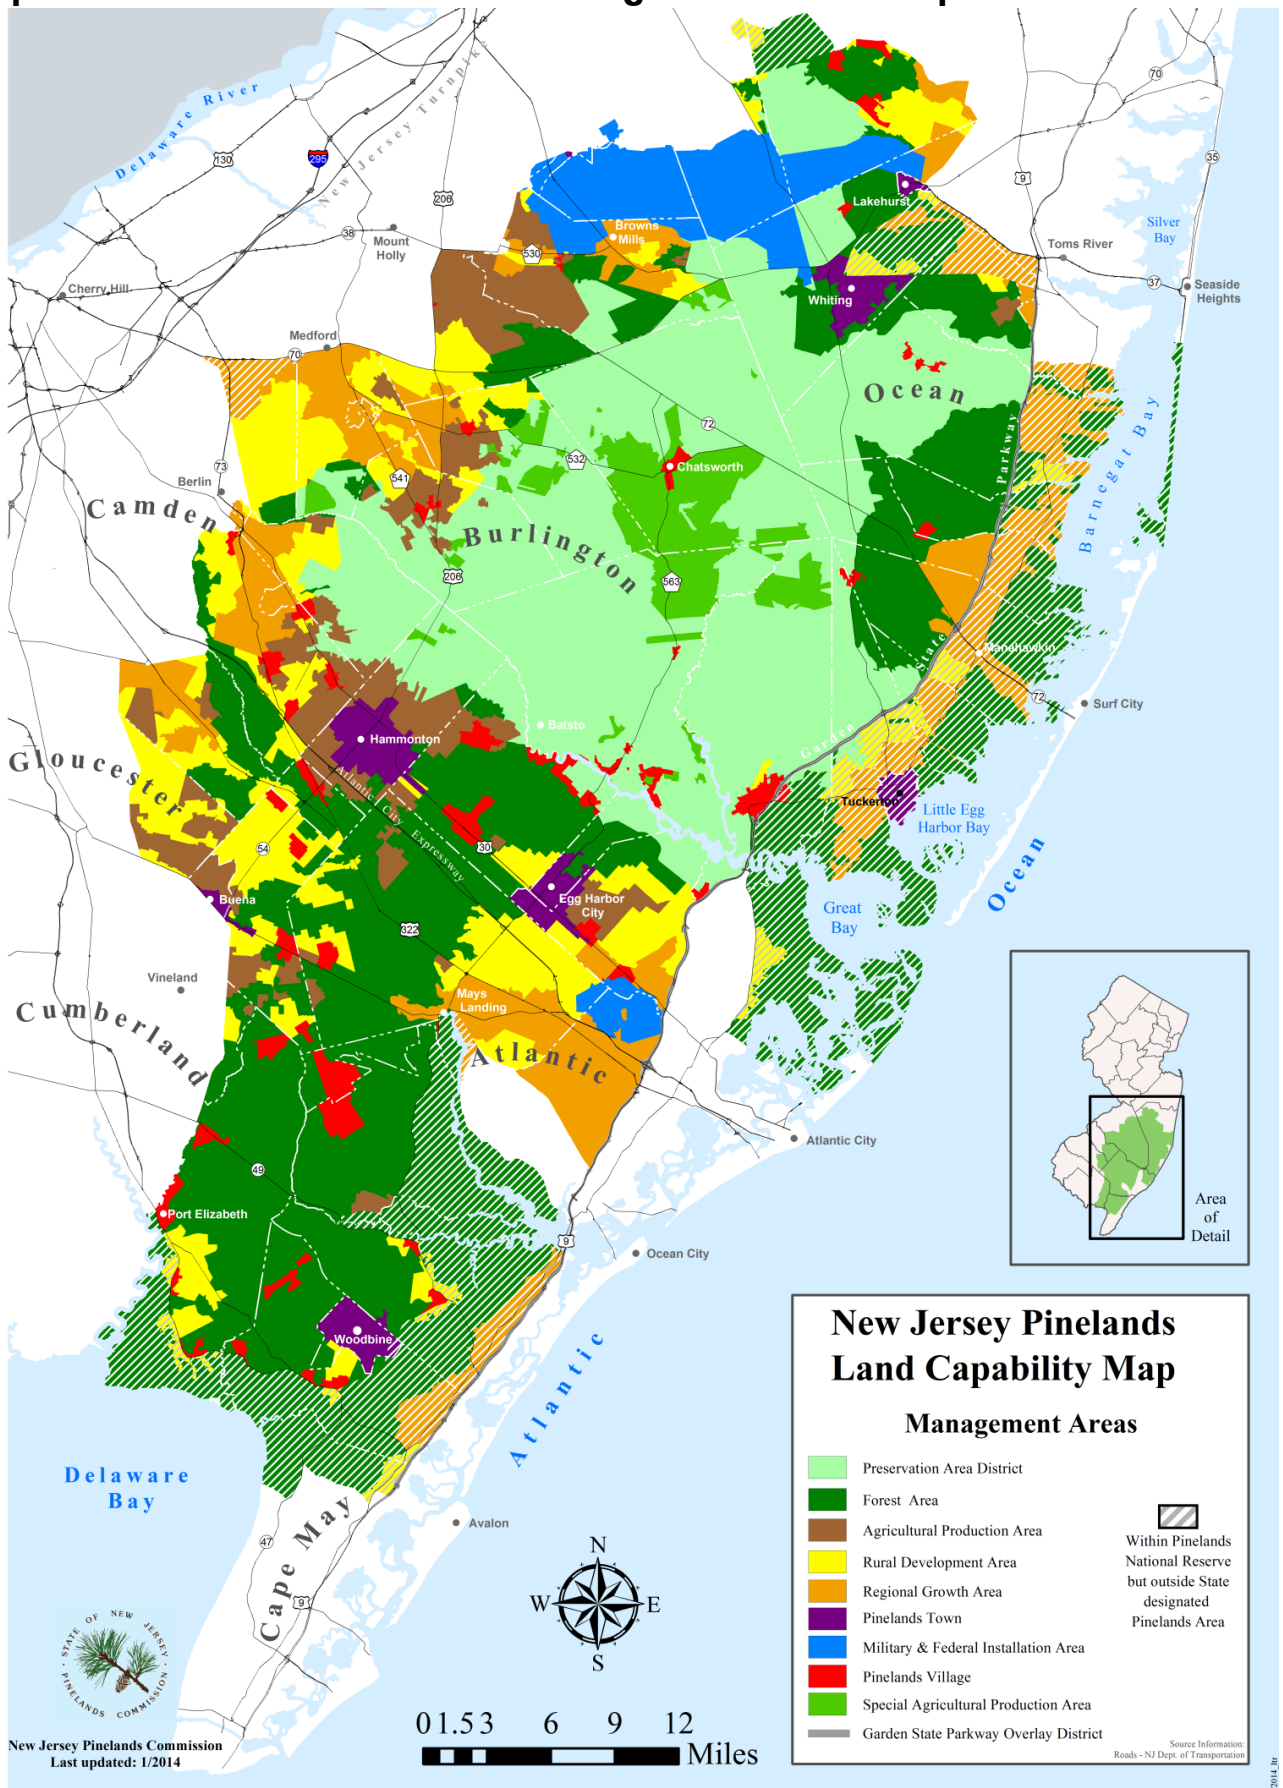 Delaware River
New Jersey Turnpike
130
295
206
38
Mount
Holly
Cherry Hill
Medford
70
530
Browns
Mills
Lakehurst
Whiting
9
70
35
Silver
Bay
Toms River
37
Seaside
Heights
Ocean
72
532
Chatsworth
541
73
Berlin
Camden
Burlington
206
563
Parkway
State
Garden
Barnegat Bay
Manahawkin
72
Surf City
Batsto
Hammonton
Gloucester
Atlantic City Expressway
54
30
Tuckerton
Little Egg
Harbor Bay
Great
Bay
Ocean
Egg Harbor
City
Buena
322
Vineland
Cumberland
Mays
Landing
Atlantic
Atlantic City
49
Port Elizabeth
9
Ocean City
Woodbine
Atlantic
Delaware
Bay
Avalon
47
Cape May
9
Area
of
Detail
New Jersey Pinelands
Land Capability Map
Management Areas
Preservation Area District
Forest Area
Agricultural Production Area
Rural Development Area
Regional Growth Area
Pinelands Town
Military & Federal Installation Area
Pinelands Village
Special Agricultural Production Area
Garden State Parkway Overlay District
Within Pinelands
National Reserve
but outside State
designated
Pinelands Area
Source Information:
Roads - NJ Dept. of Transportation
N
W E
S
0 1.5 3 6 9 12
Miles
STATE OF NEW JERSEY
PINELANDS COMMISSION
New Jersey Pinelands Commission
Last updated: 1/2014